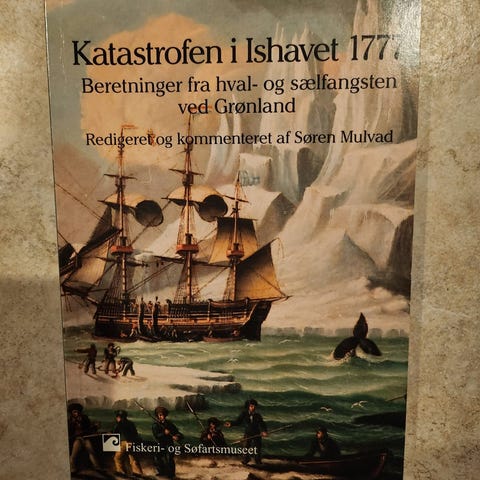 Katastrofen i Ishavet 1777
Beretninger fra hval- og sælfangsten
ved Grønland
Redigeret og kommenteret af Søren Mulvad
Fiskeri- og Søfartsmuseet